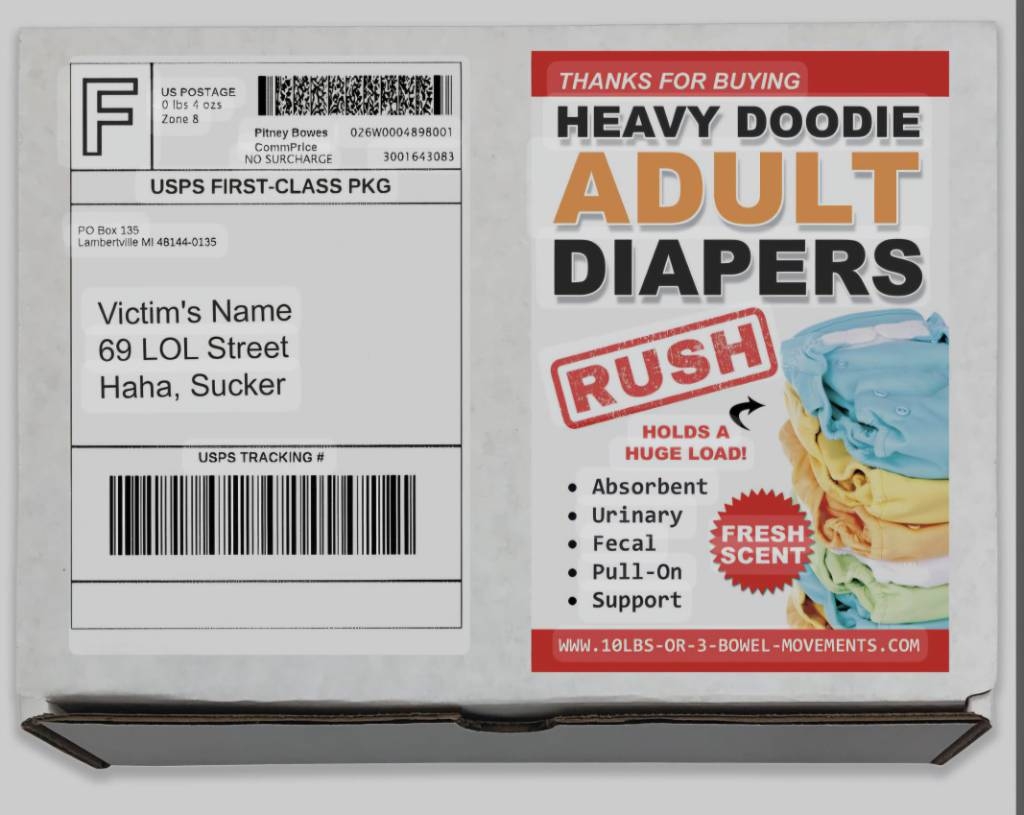 F
US POSTAGE
0 lbs 4 ozs
Zone 8
Pitney Bowes
CommPrice
NO SURCHARGE
026W0004898001
3001643083
USPS FIRST-CLASS PKG
PO Box 135
Lambertville MI 48144-0135
Victim's Name
69 LOL Street
Haha, Sucker
USPS TRACKING #
THANKS FOR BUYING
HEAVY DOODIE
ADULT
DIAPERS
RUSH
HOLDS A
HUGE LOAD!
• Absorbent
• Urinary
• Fecal
• Pull-On
• Support
FRESH
SCENT
WWW.10LBS-OR-3-BOWEL-MOVEMENTS.COM